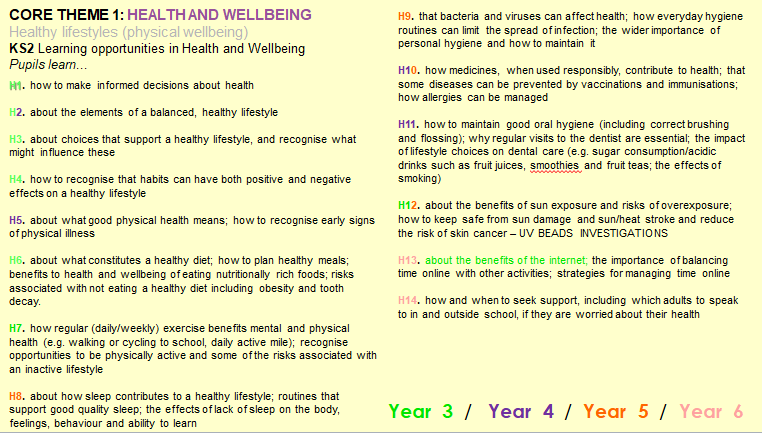 CORE THEME 1: HEALTH AND WELLBEING
Healthy lifestyles (physical wellbeing)
KS2 Learning opportunities in Health and Wellbeing
Pupils learn...
H1. how to make informed decisions about health
H2. about the elements of a balanced, healthy lifestyle
H3. about choices that support a healthy lifestyle, and recognise what
might influence these
H4. how to recognise that habits can have both positive and negative
effects on a healthy lifestyle
H5. about what good physical health means; how to recognise early signs
of physical illness
H6. about what constitutes a healthy diet; how to plan healthy meals;
benefits to health and wellbeing of eating nutritionally rich foods; risks
associated with not eating a healthy diet including obesity and tooth
decay.
H7. how regular (daily/weekly) exercise benefits mental and physical
health (e.g. walking or cycling to school, daily active mile); recognise
opportunities to be physically active and some of the risks associated with
an inactive lifestyle
H8. about how sleep contributes to a healthy lifestyle; routines that
support good quality sleep; the effects of lack of sleep on the body,
feelings, behaviour and ability to learn
H9. that bacteria and viruses can affect health; how everyday hygiene
routines can limit the spread of infection; the wider importance of
personal hygiene and how to maintain it
H10. how medicines, when used responsibly, contribute to health; that
some diseases can be prevented by vaccinations and immunisations;
how allergies can be managed
H11. how to maintain good oral hygiene (including correct brushing
and flossing); why regular visits to the dentist are essential; the impact
of lifestyle choices on dental care (e.g. sugar consumption/acidic
drinks such as fruit juices, smoothies and fruit teas; the effects of
smoking)
H12. about the benefits of sun exposure and risks of overexposure;
how to keep safe from sun damage and sun/heat stroke and reduce
the risk of skin cancer – UV BEADS INVESTIGATIONS
H13. about the benefits of the internet; the importance of balancing
time online with other activities; strategies for managing time online
H14. how and when to seek support, including which adults to speak
to in and outside school, if they are worried about their health
Year 3 / Year 4 / Year 5 / Year 6